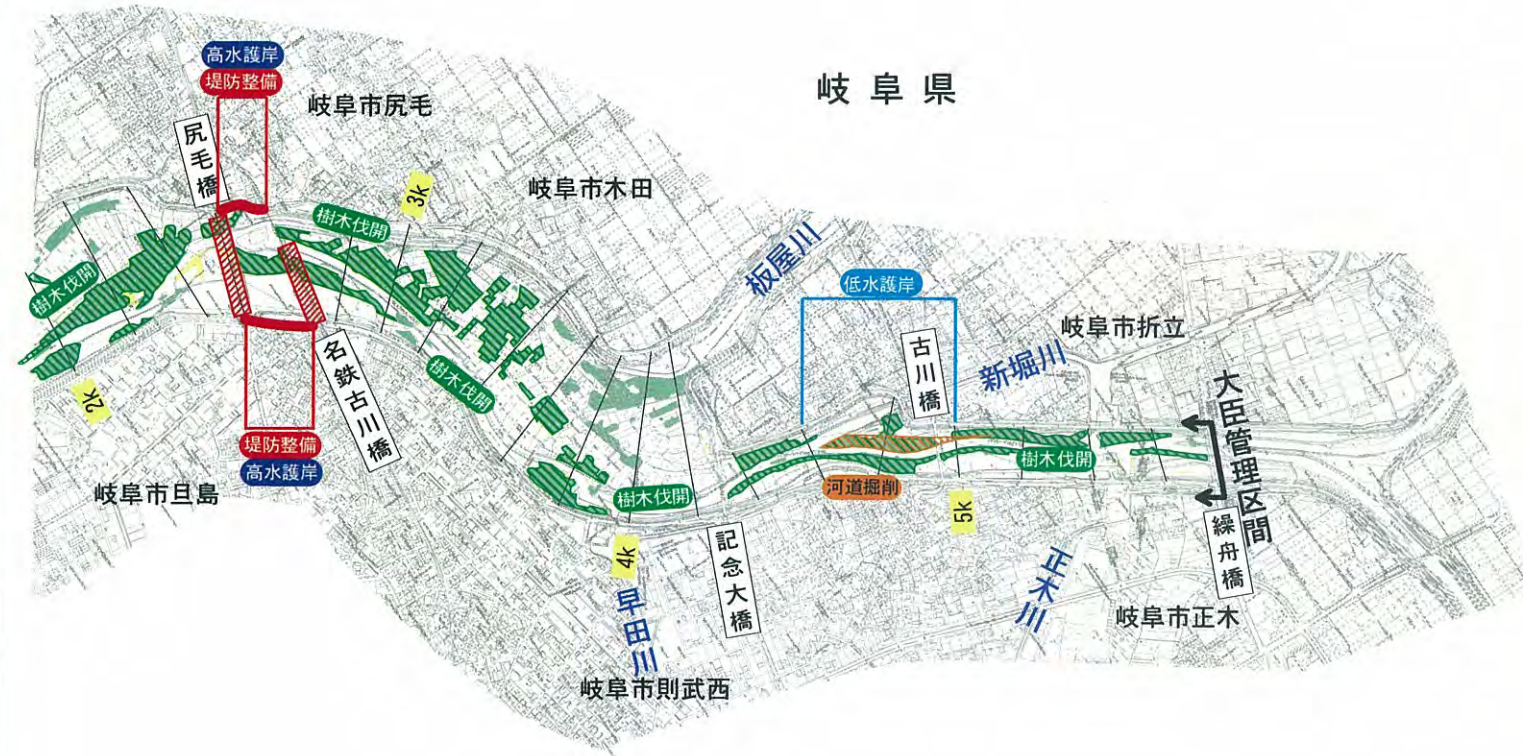 高水護岸
堤防整備
岐阜市尻毛
岐阜県
尻毛橋
3k
岐阜市木田
樹木伐開
板屋川
低水護岸
樹木伐開
岐阜市折立
古川橋
新堀川
2k
名鉄古川橋
樹木伐開
大臣管理区間
堤防整備
高水護岸
岐阜市旦島
樹木伐開
河道掘削
樹木伐開
5k
4k
記念大橋
繰舟橋
早田川
正木川
岐阜市正木
岐阜市則武西